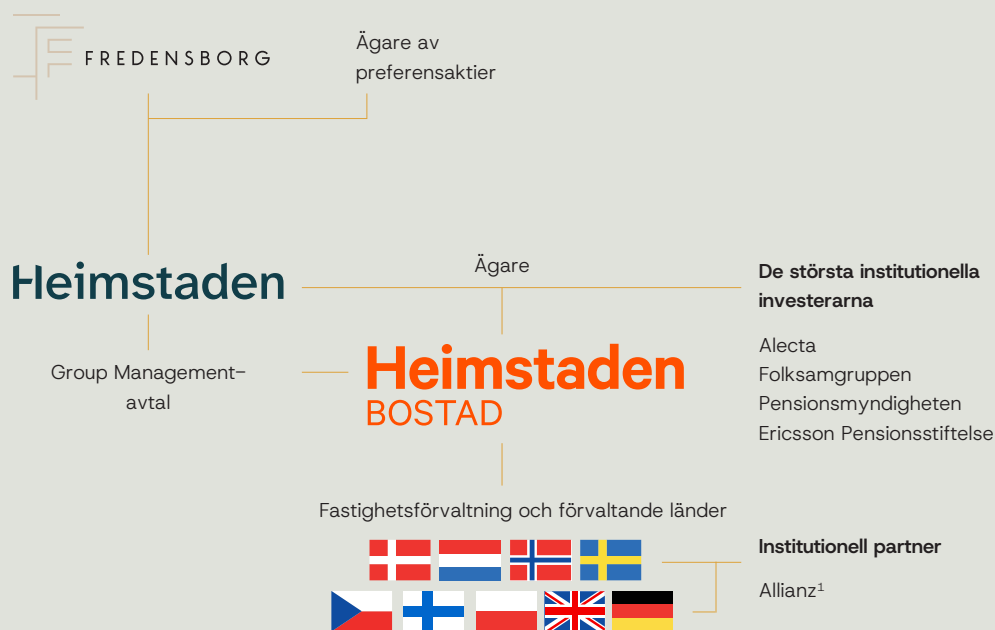 FREDENSBORG
Ägare av
preferensaktier
Heimstaden
Ägare
De största institutionella
investerarna
Alecta
Folksamgruppen
Pensionsmyndigheten
Ericsson Pensionsstiftelse
Group Management-
avtal
Heimstaden
BOSTAD
Fastighetsförvaltning och förvaltande länder
Institutionell partner
Allianz¹